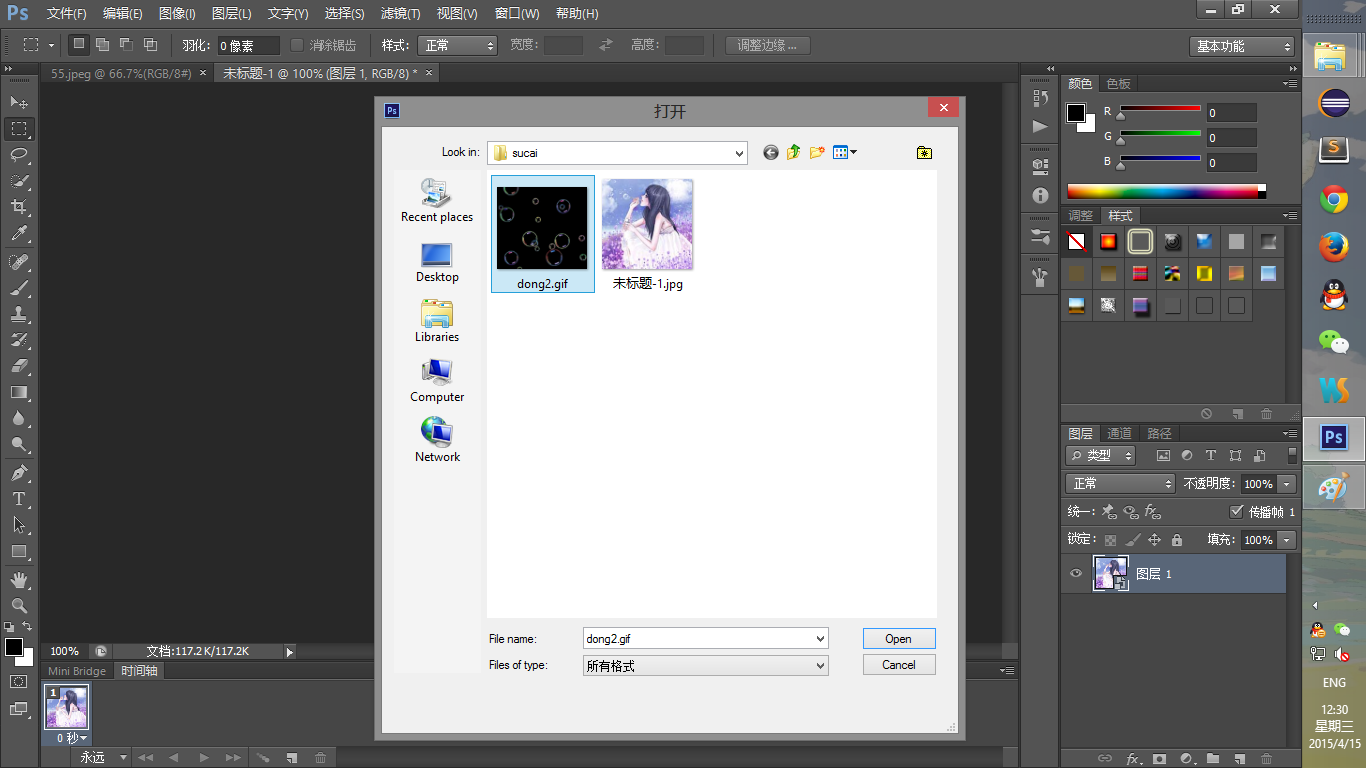 Ps 文件(F) 编辑(E) 图像(I) 图层(L) 文字(Y) 选择(S) 滤镜(T) 视图(V) 窗口(W) 帮助(H)
羽化: 0 像素 消除锯齿 样式: 正常 宽度: 高度: 调整边缘... 基本功能
55.jpeg @ 66.7%(RGB/8#) × 未标题-1 @ 100% (图层 1, RGB/8) * ×
Ps 打开
Look in: sucai
Recent places
Desktop
Libraries
Computer
Network
dong2.gif 未标题-1.jpg
File name: dong2.gif Open
Files of type: 所有格式 Cancel
颜色 色板
R 0
G 0
B 0
调整 样式
图层 通道 路径
类型
正常 不透明度: 100%
统一: 传播帧 1
锁定: 填充: 100%
图层 1
fx
100% 文档:117.2K/117.2K
Mini Bridge 时间轴
1
0 秒
永远
S
WS
Ps
ENG
12:30
星期三
2015/4/15